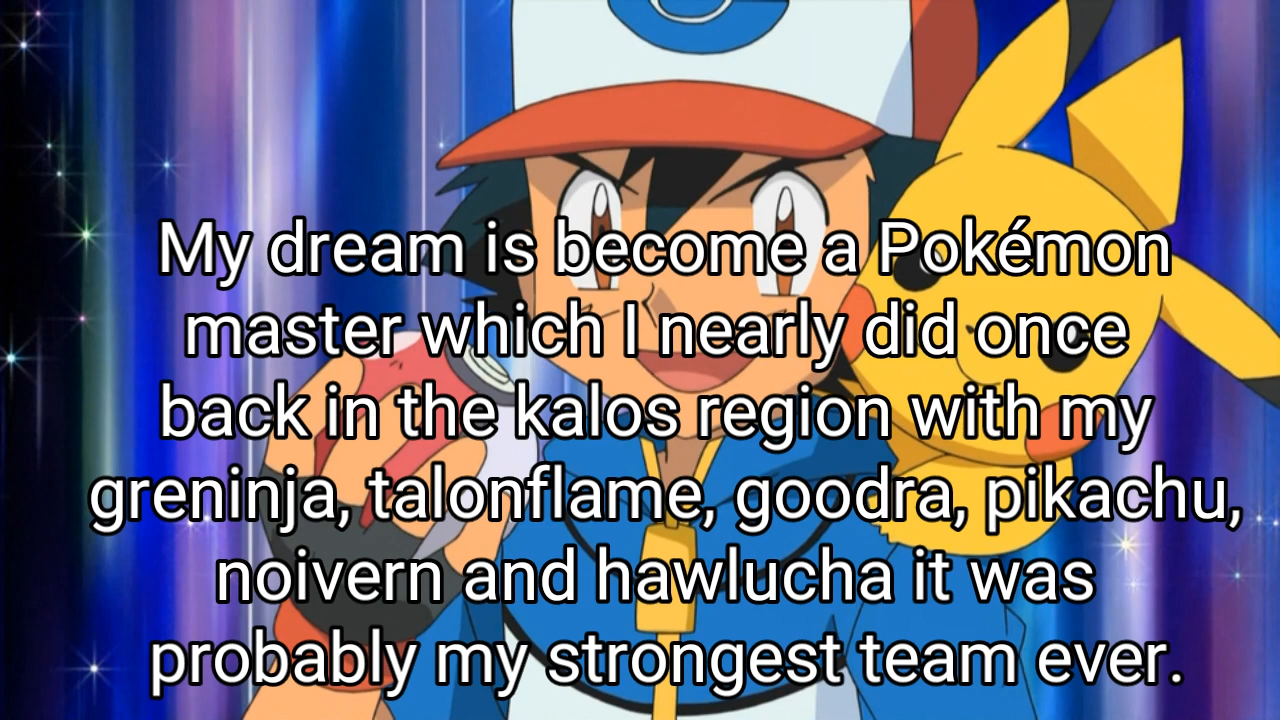 My dream is become a Pokémon
master which I nearly did once
back in the kalos region with my
greninja, talonflame, goodra, pikachu,
noivern and hawlucha it was
probably my strongest team ever.